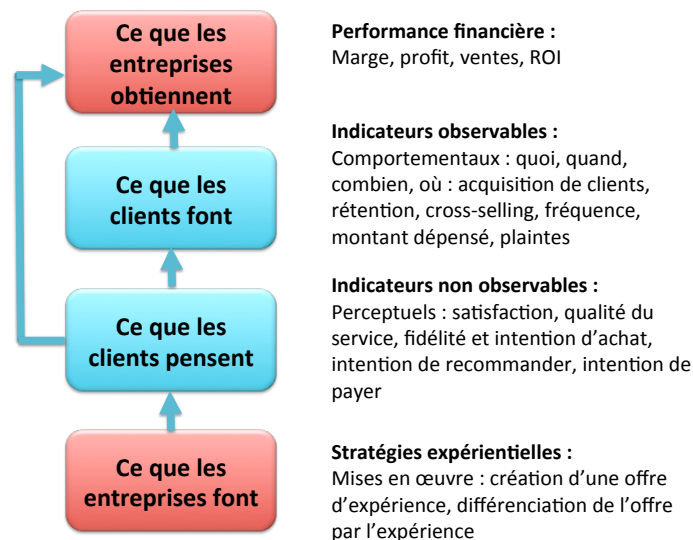 Ce que les
entreprises
obtiennent
Performance financière :
Marge, profit, ventes, ROI
Ce que les
clients font
Indicateurs observables :
Comportementaux : quoi, quand,
combien, où : acquisition de clients,
rétention, cross-selling, fréquence,
montant dépensé, plaintes
Ce que les
clients pensent
Indicateurs non observables :
Perceptuels : satisfaction, qualité du
service, fidélité et intention d'achat,
intention de recommander, intention de
payer
Ce que les
entreprises font
Stratégies expérientielles :
Mises en œuvre : création d'une offre
d'expérience, différenciation de l'offre
par l'expérience